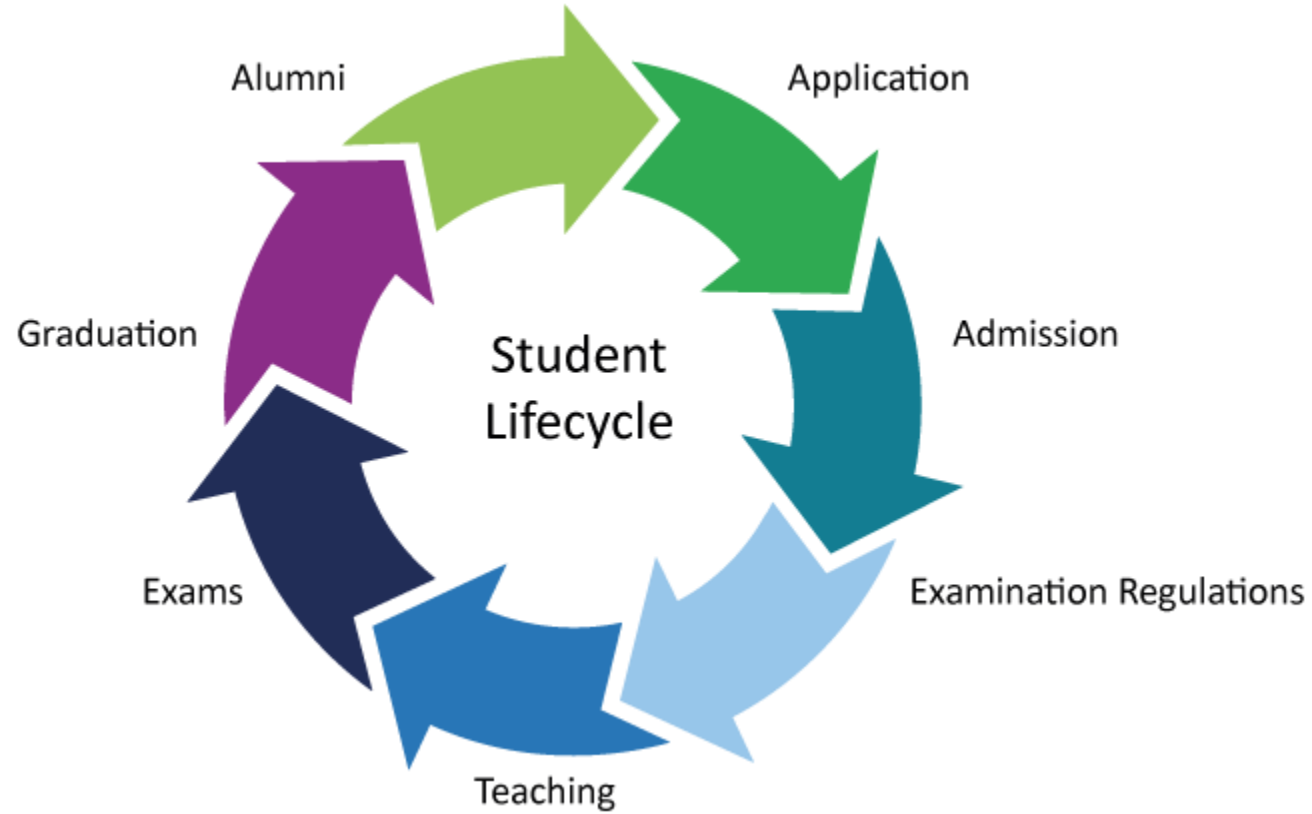 Alumni
Application
Graduation
Student
Lifecycle
Admission
Exams
Examination Regulations
Teaching